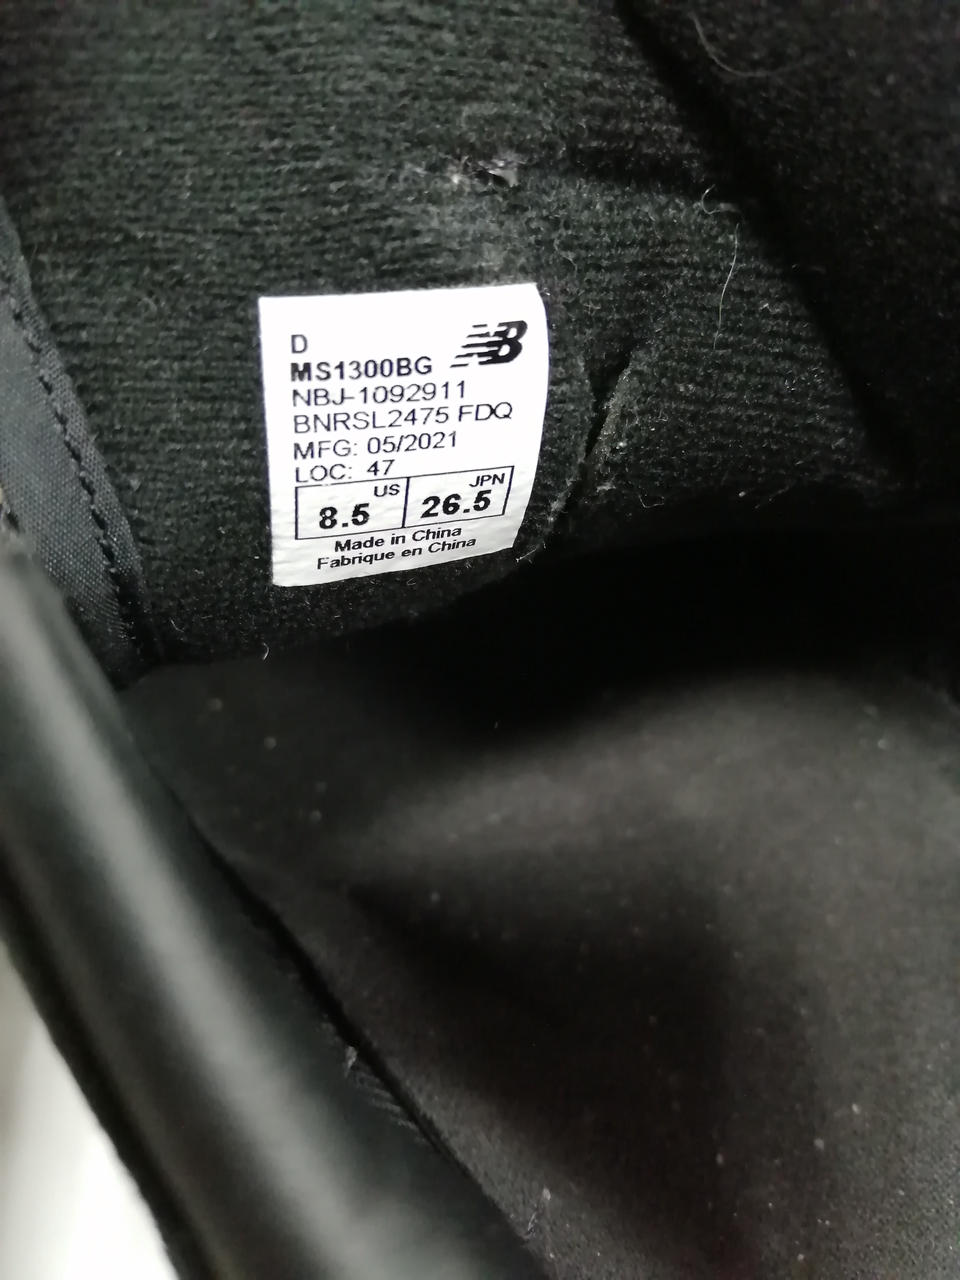 D
NB
MS1300BG
NBJ-1092911
BNRSL2475 FDQ
MFG: 05/2021
LOC: 47
US JPN
8.5 26.5
Made in China
Fabrique en China